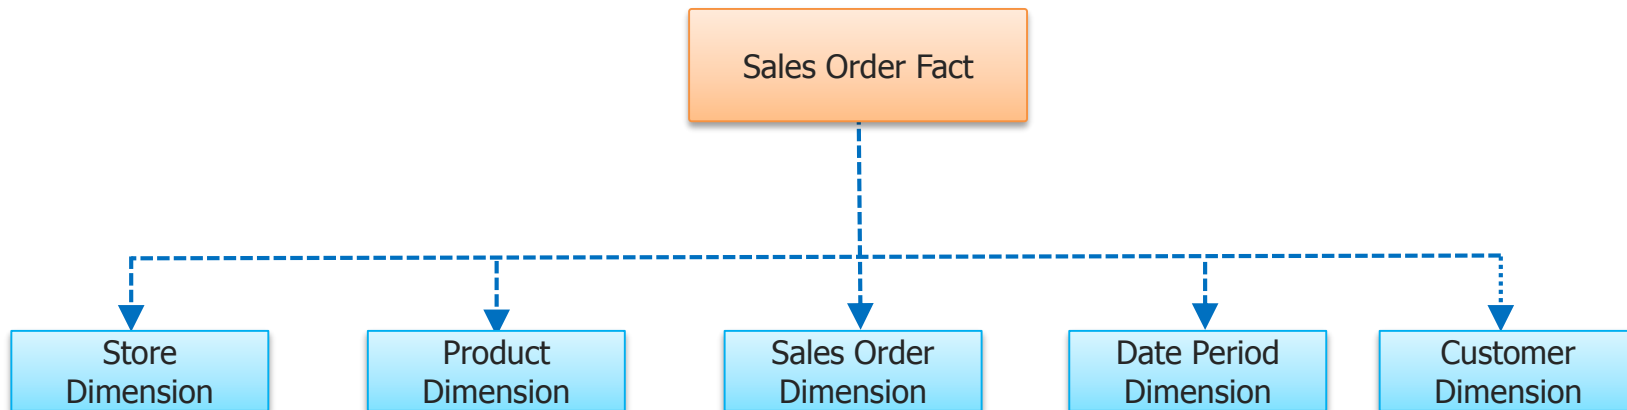 Sales Order Fact
Store
Dimension
Product
Dimension
Sales Order
Dimension
Date Period
Dimension
Customer
Dimension